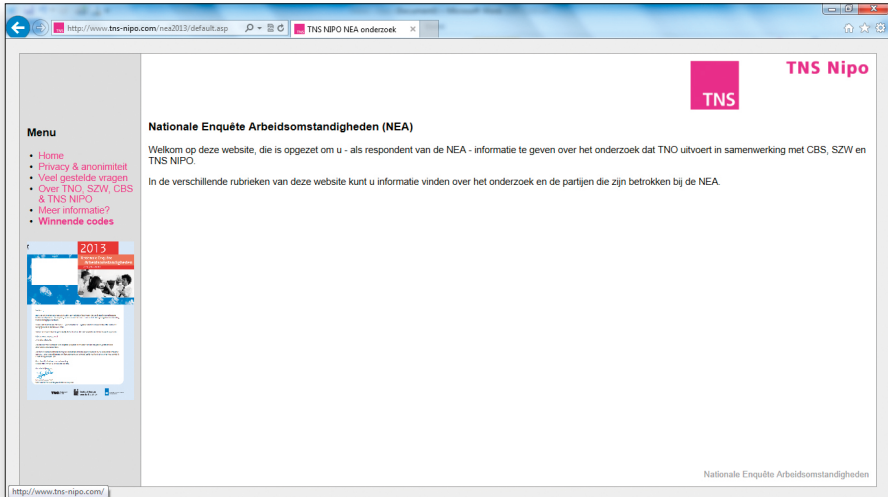 http://www.tns-nipo.com/nea2013/default.asp
TNS NIPO NEA onderzoek
TNS Nipo
TNS
Menu
• Home
• Privacy & anonimiteit
• Veel gestelde vragen
• Over TNO, SZW, CBS
& TNS NIPO
• Meer informatie?
• Winnende codes
2013
Nationale Enquête Arbeidsomstandigheden (NEA)
Welkom op deze website, die is opgezet om u - als respondent van de NEA - informatie te geven over het onderzoek dat TNO uitvoert in samenwerking met CBS, SZW en
TNS NIPO.
In de verschillende rubrieken van deze website kunt u informatie vinden over het onderzoek en de partijen die zijn betrokken bij de NEA.
Nationale Enquête Arbeidsomstandigheden
http://www.tns-nipo.com/